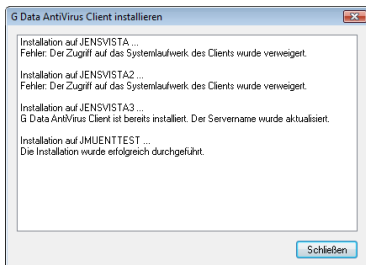 G Data AntiVirus Client installieren
Installation auf JENSVISTA ...
Fehler: Der Zugriff auf das Systemlaufwerk des Clients wurde verweigert.
Installation auf JENSVISTA2 ...
Fehler: Der Zugriff auf das Systemlaufwerk des Clients wurde verweigert.
Installation auf JENSVISTA3 ...
G Data AntiVirus Client ist bereits installiert. Der Servername wurde aktualisiert.
Installation auf JMUENTTEST ...
Die Installation wurde erfolgreich durchgeführt.
Schließen